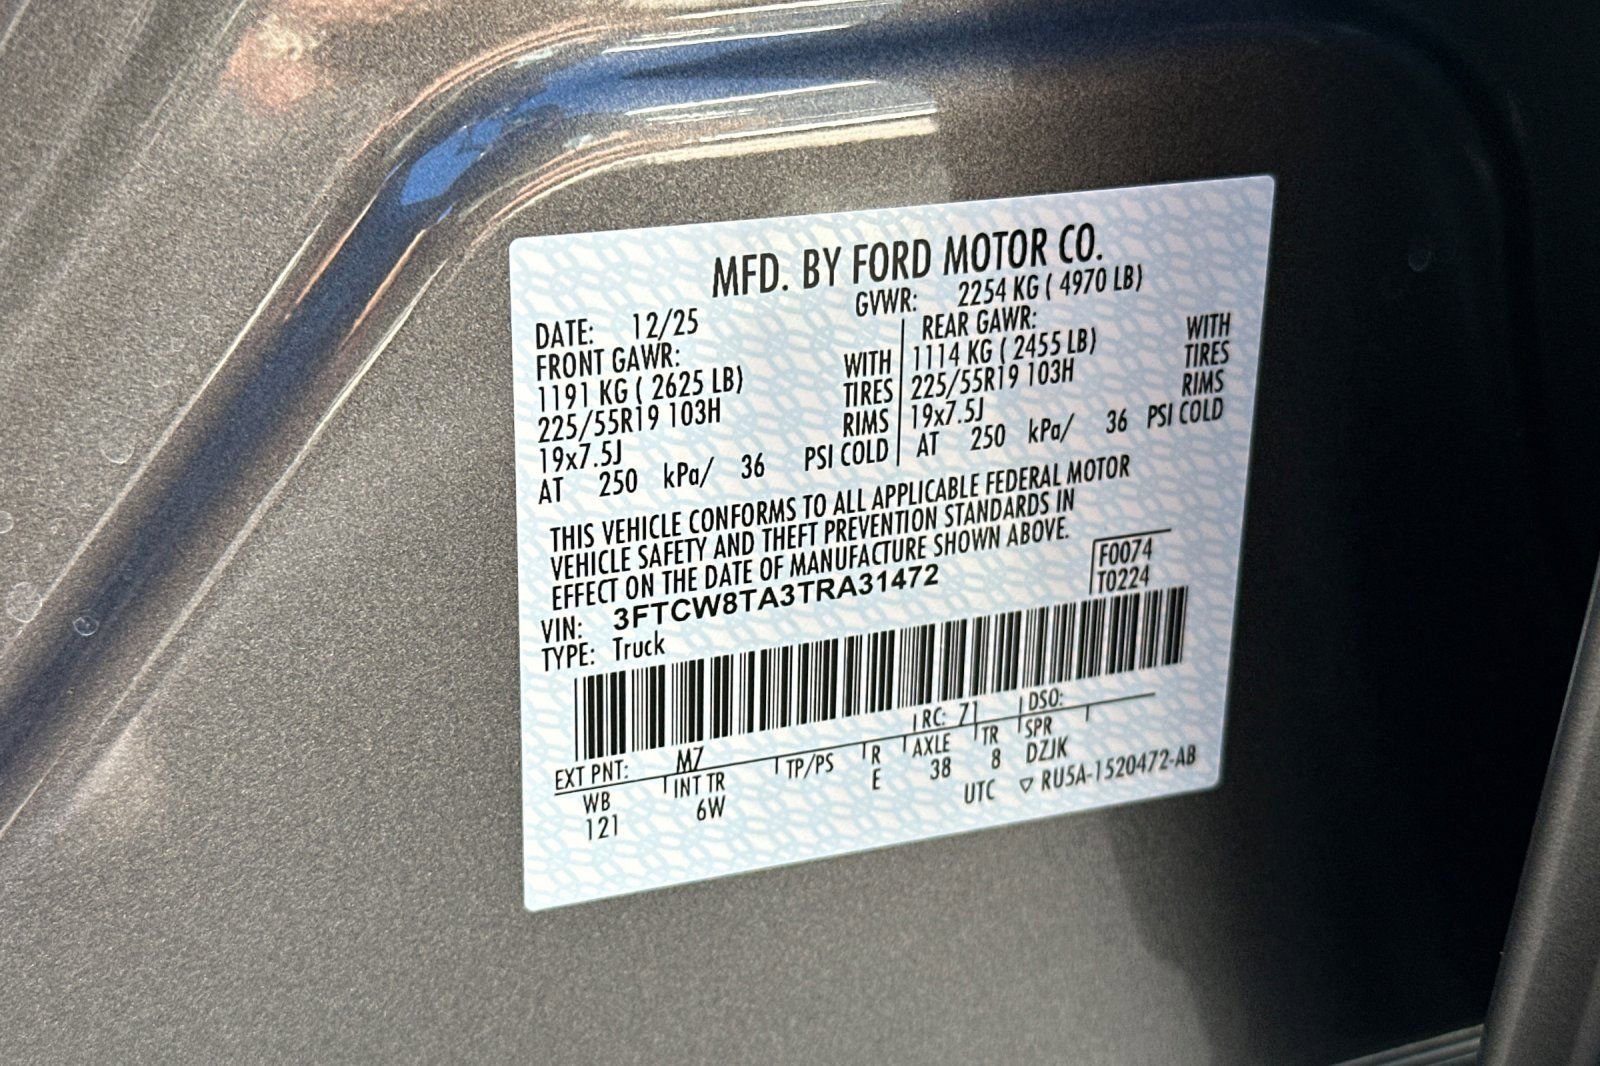 MFD. BY FORD MOTOR CO.
DATE: 12/25 GVWR: 2254 KG ( 4970 LB)
FRONT GAWR: REAR GAWR:
1191 KG ( 2625 LB) WITH 1114 KG ( 2455 LB) WITH
225/55R19 103H TIRES 225/55R19 103H TIRES
19x7.5J RIMS 19x7.5J RIMS
AT 250 kPa/ 36 PSI COLD AT 250 kPa/ 36 PSI COLD
THIS VEHICLE CONFORMS TO ALL APPLICABLE FEDERAL MOTOR
VEHICLE SAFETY AND THEFT PREVENTION STANDARDS IN
EFFECT ON THE DATE OF MANUFACTURE SHOWN ABOVE.
F0074
T0224
VIN: 3FTCW8TA3TRA31472
TYPE: Truck
EXT PNT: M7 RC: 71 DSO:
WB INT TR TP/PS R AXLE TR SPR
121 6W E 38 8 DZJK
UTC ▽ RU5A-1520472-AB